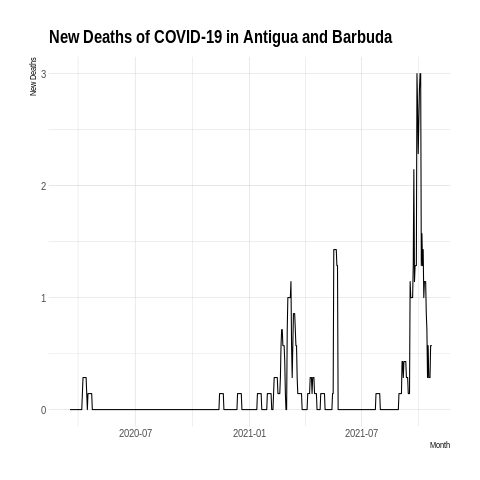 New Deaths of COVID-19 in Antigua and Barbuda
New Deaths
3
2
1
0
2020-07
2021-01
2021-07
Month